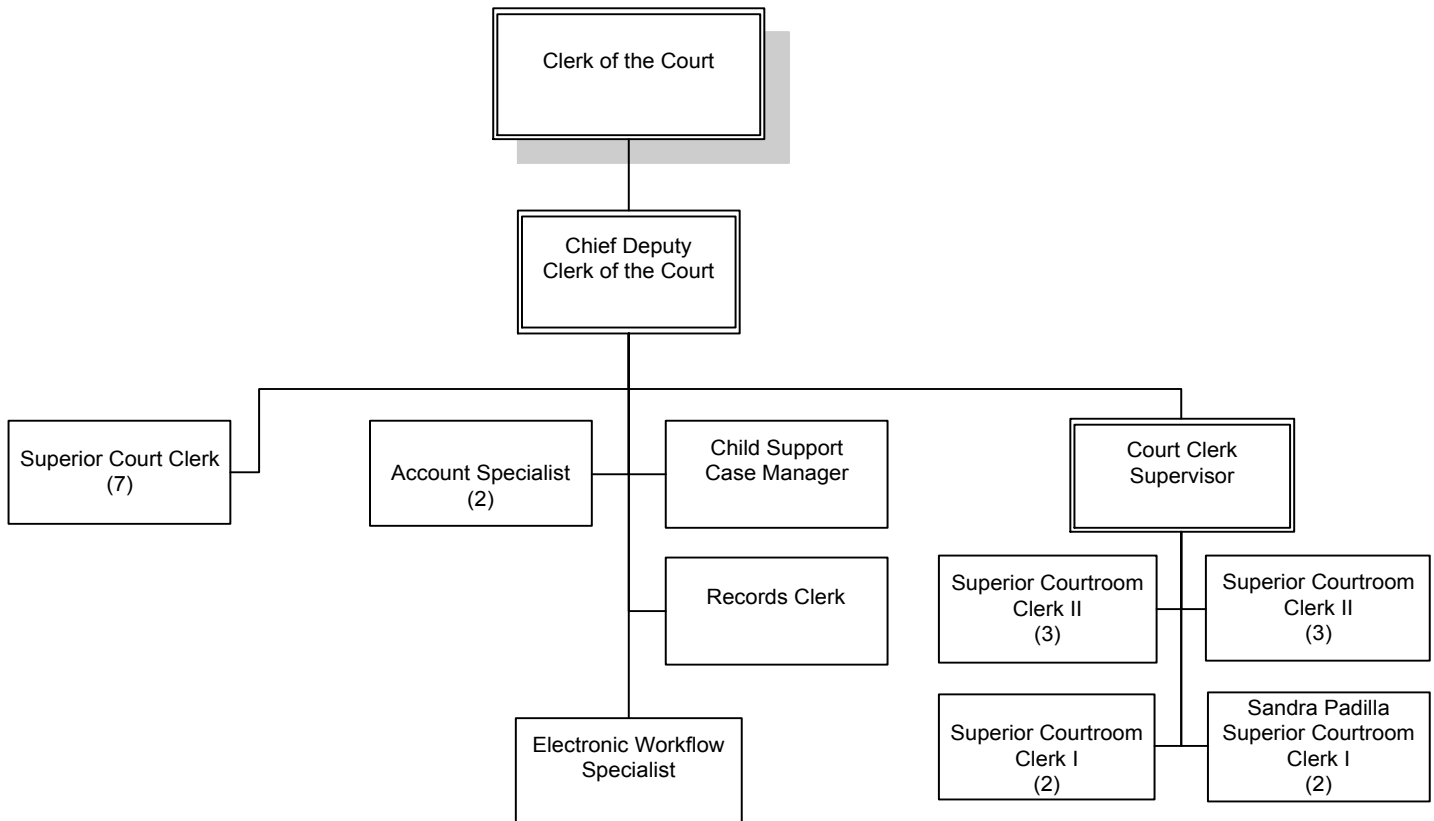 Clerk of the Court
Chief Deputy
Clerk of the Court
Superior Court Clerk
(7)
Account Specialist
(2)
Child Support
Case Manager
Court Clerk
Supervisor
Records Clerk
Superior Courtroom
Clerk II
(3)
Superior Courtroom
Clerk II
(3)
Electronic Workflow
Specialist
Superior Courtroom
Clerk I
(2)
Sandra Padilla
Superior Courtroom
Clerk I
(2)